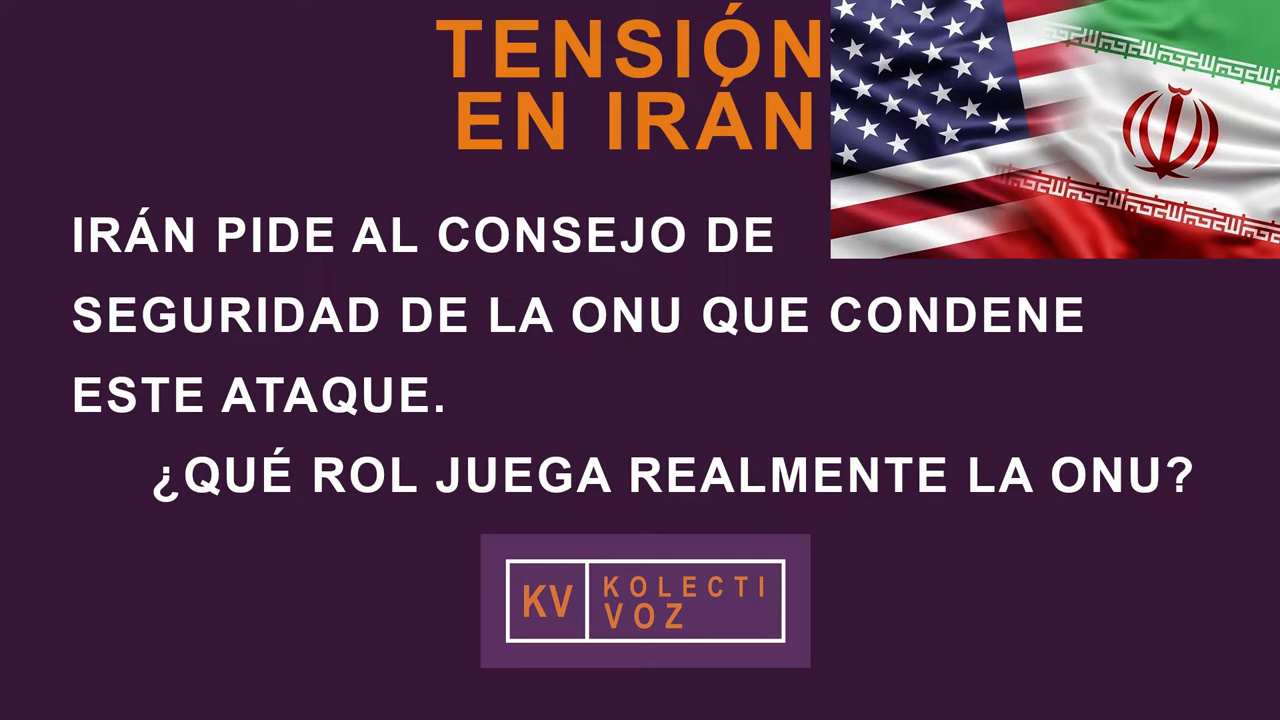 TENSIÓN
EN IRÁN
IRÁN PIDE AL CONSEJO DE
SEGURIDAD DE LA ONU QUE CONDENE
ESTE ATAQUE.
¿QUÉ ROL JUEGA REALMENTE LA ONU?
KV
KOLECTI
VOZ